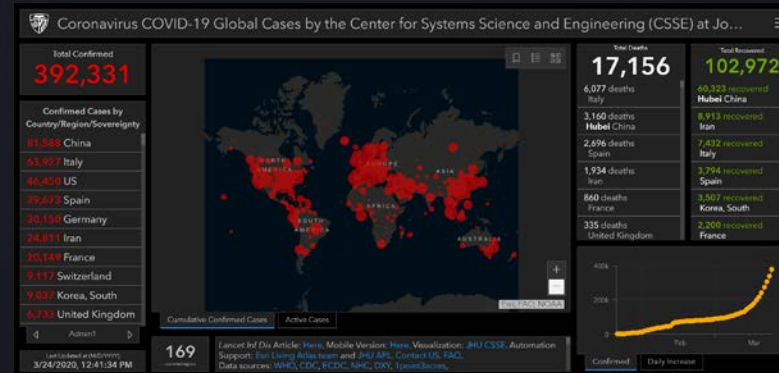 Coronavirus COVID-19 Global Cases by the Center for Systems Science and Engineering (CSSE) at Jo...
Total Confirmed
392,331
Confirmed Cases by
Country/Region/Sovereignty
81,588 China
63,927 Italy
46,450 US
39,673 Spain
30,150 Germany
24,811 Iran
20,149 France
9,117 Switzerland
9,037 Korea, South
6,733 United Kingdom
Admin1
Last Updated at (M/D/YYYY)
3/24/2020, 12:41:34 PM
NORTH
AMERICA
EUROPE
ASIA
AFRICA
SOUTH
AMERICA
AUSTRALIA
Esri, FAO, NOAA
Cumulative Confirmed Cases
Active Cases
169
Lancet Inf Dis Article: Here. Mobile Version: Here. Visualization: JHU CSSE. Automation
Support: Esri Living Atlas team and JHU APL. Contact US. FAQ.
Data sources: WHO, CDC, ECDC, NHC, DXY, 1point3acres,
Total Deaths
17,156
6,077 deaths
Italy
3,160 deaths
Hubei China
2,696 deaths
Spain
1,934 deaths
Iran
860 deaths
France
335 deaths
United Kingdom
Total Recovered
102,972
60,323 recovered
Hubei China
8,913 recovered
Iran
7,432 recovered
Italy
3,794 recovered
Spain
3,507 recovered
Korea, South
2,200 recovered
France
400k
200k
0
Feb
Mar
Confirmed
Daily Increase